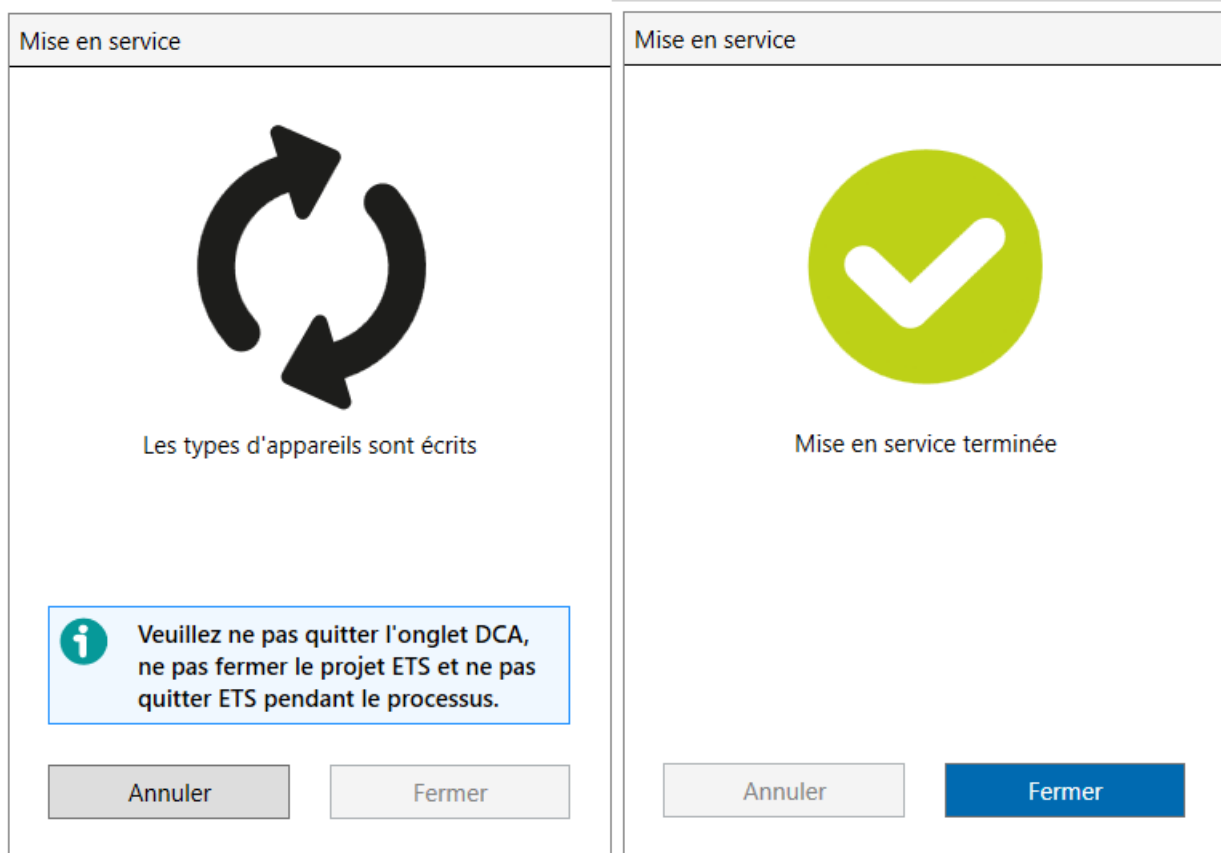 Mise en service
Les types d'appareils sont écrits
Veuillez ne pas quitter l'onglet DCA,
ne pas fermer le projet ETS et ne pas
quitter ETS pendant le processus.
Annuler
Fermer
Mise en service
Mise en service terminée
Annuler
Fermer